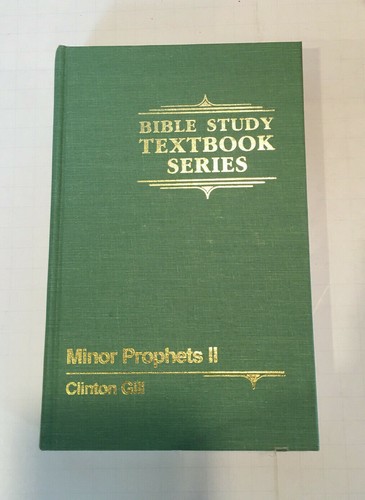 BIBLE STUDY
TEXTBOOK
SERIES
Minor Prophets II
Clinton Gill